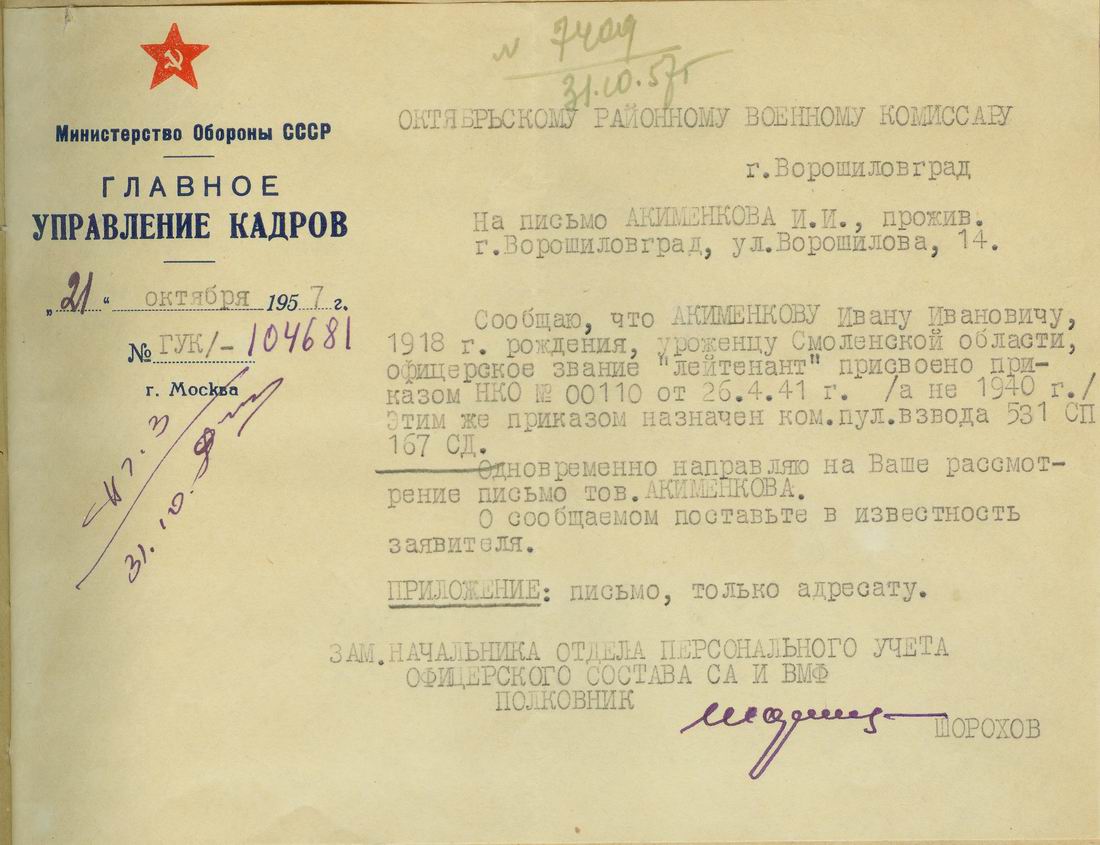 № 7409
31.10.57г
Министерство Обороны СССР
ГЛАВНОЕ
УПРАВЛЕНИЕ КАДРОВ
„21“ октября 1957 г.
№ ГУК/-104681
г. Москва
31.10.
ОКТЯБРЬСКОМУ РАЙОННОМУ ВОЕННОМУ КОМИССАРУ
г.Ворошиловград
На письмо АКИМЕНКОВА И.И., прожив.
г.Ворошиловград, ул.Ворошилова, 14.
Сообщаю, что АКИМЕНКОВУ Ивану Ивановичу,
1918 г. рождения, уроженцу Смоленской области,
офицерское звание "лейтенант" присвоено при-
казом НКО № 00110 от 26.4.41 г. /а не 1940 г./
Этим же приказом назначен ком.пул.взвода 531 СП
167 СД.
Одновременно направляю на Ваше рассмот-
рение письмо тов.АКИМЕНКОВА.
О сообщаемом поставьте в известность
заявителя.
ПРИЛОЖЕНИЕ: письмо, только адресату.
ЗАМ.НАЧАЛЬНИКА ОТДЕЛА ПЕРСОНАЛЬНОГО УЧЕТА
ОФИЦЕРСКОГО СОСТАВА СА И ВМФ
ПОЛКОВНИК
ШОРОХОВ